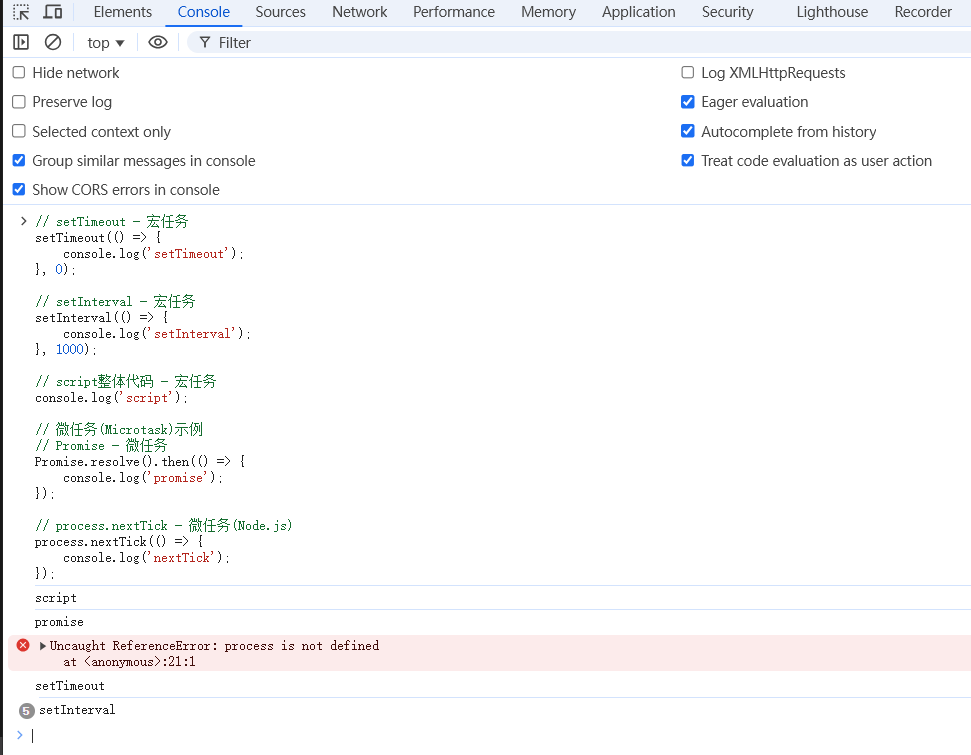 Elements Console Sources Network Performance Memory Application Security Lighthouse Recorder
top Filter
Hide network Log XMLHttpRequests
Preserve log Eager evaluation
Selected context only Autocomplete from history
Group similar messages in console Treat code evaluation as user action
Show CORS errors in console
// setTimeout - 宏任务
setTimeout(() => {
    console.log('setTimeout');
}, 0);
// setInterval - 宏任务
setInterval(() => {
    console.log('setInterval');
}, 1000);
// script整体代码 - 宏任务
console.log('script');
// 微任务(Microtask)示例
// Promise - 微任务
Promise.resolve().then(() => {
    console.log('promise');
});
// process.nextTick - 微任务(Node.js)
process.nextTick(() => {
    console.log('nextTick');
});
script
promise
Uncaught ReferenceError: process is not defined
    at <anonymous>:21:1
setTimeout
5 setInterval